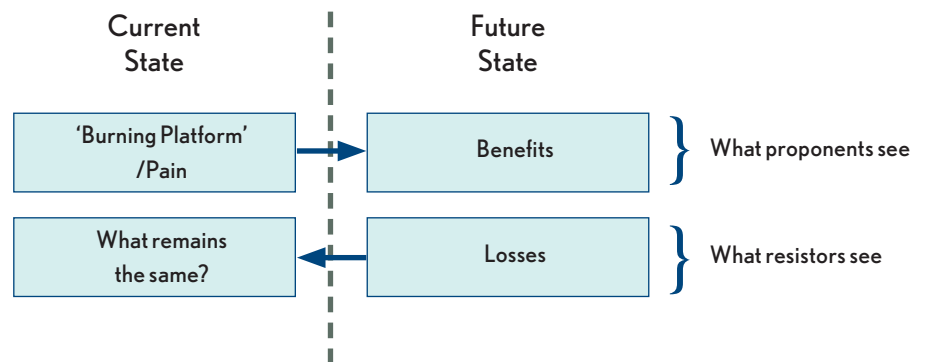 Current
State
Future
State
‘Burning Platform’
/Pain
Benefits
What proponents see
What remains
the same?
Losses
What resistors see